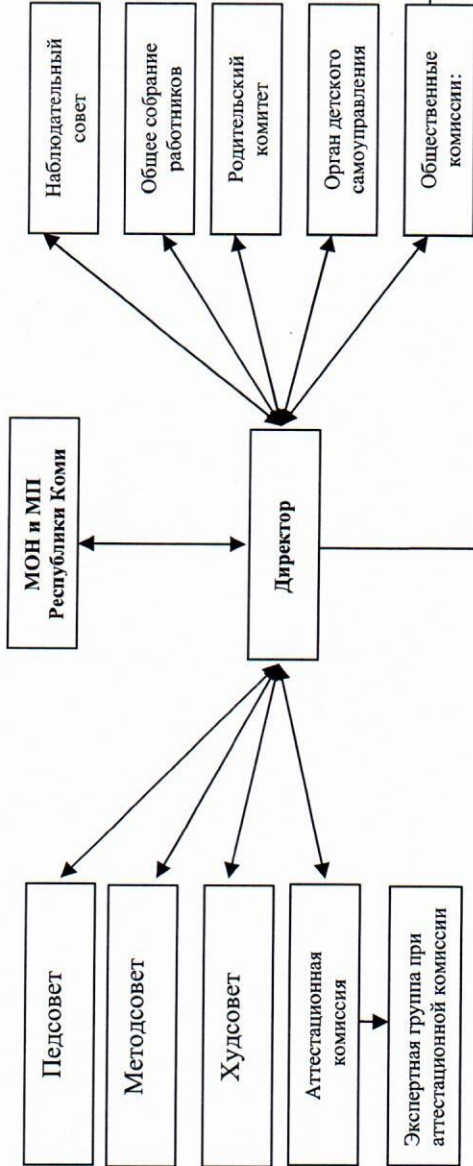 МОН и МП
Республики Коми
Педсовет
Методсовет
Худсовет
Аттестационная
комиссия
Экспертная группа при
аттестационной комиссии
Директор
Наблюдательный
совет
Общее собрание
работников
Родительский
комитет
Орган детского
самоуправления
Общественные
комиссии: